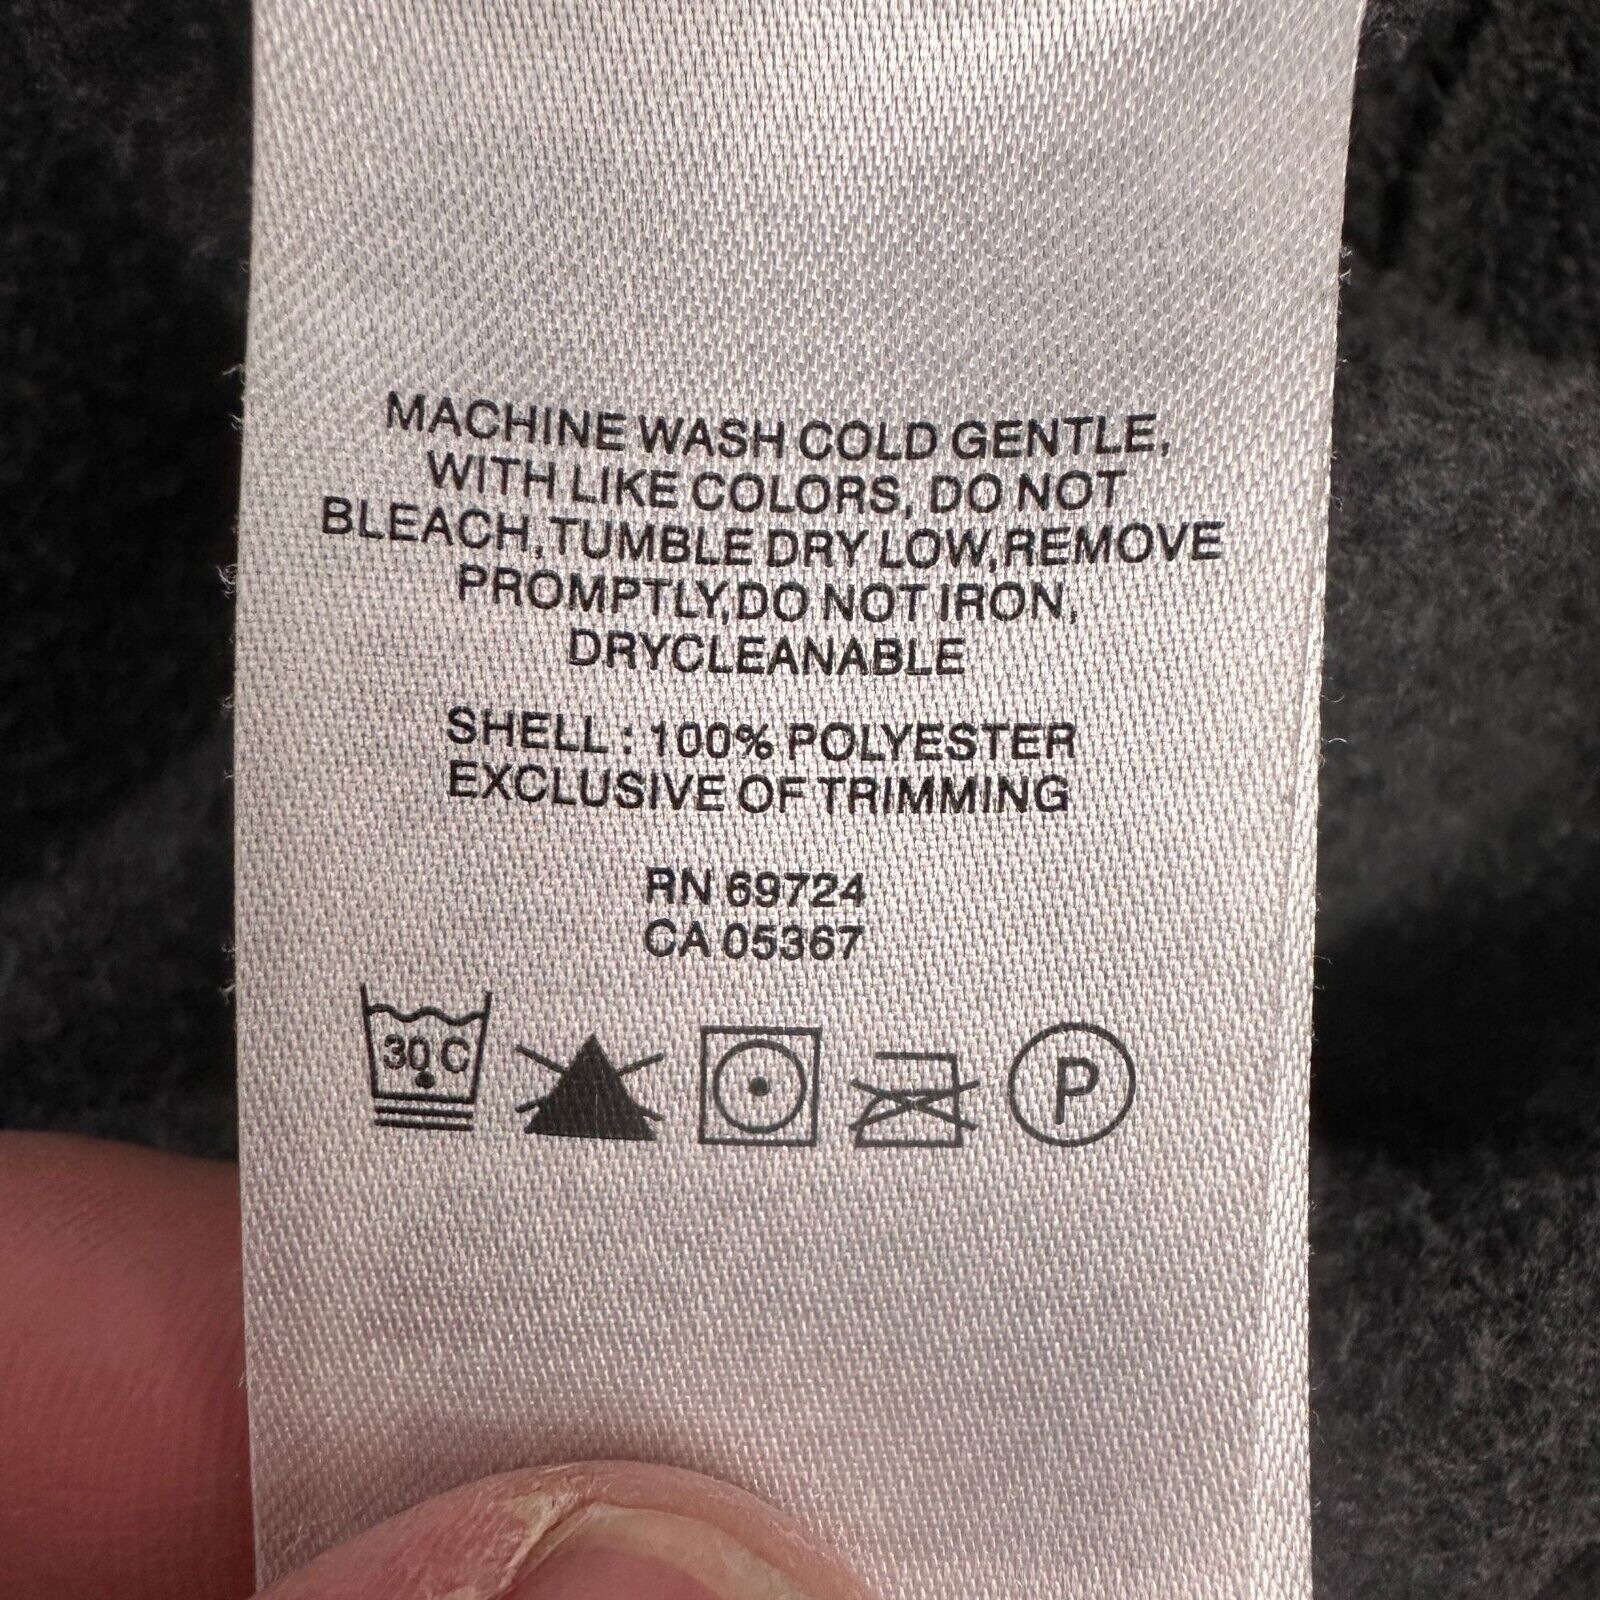 MACHINE WASH COLD GENTLE,
WITH LIKE COLORS, DO NOT
BLEACH,TUMBLE DRY LOW,REMOVE
PROMPTLY,DO NOT IRON,
DRYCLEANABLE
SHELL : 100% POLYESTER
EXCLUSIVE OF TRIMMING
RN 69724
CA 05367
30°C P